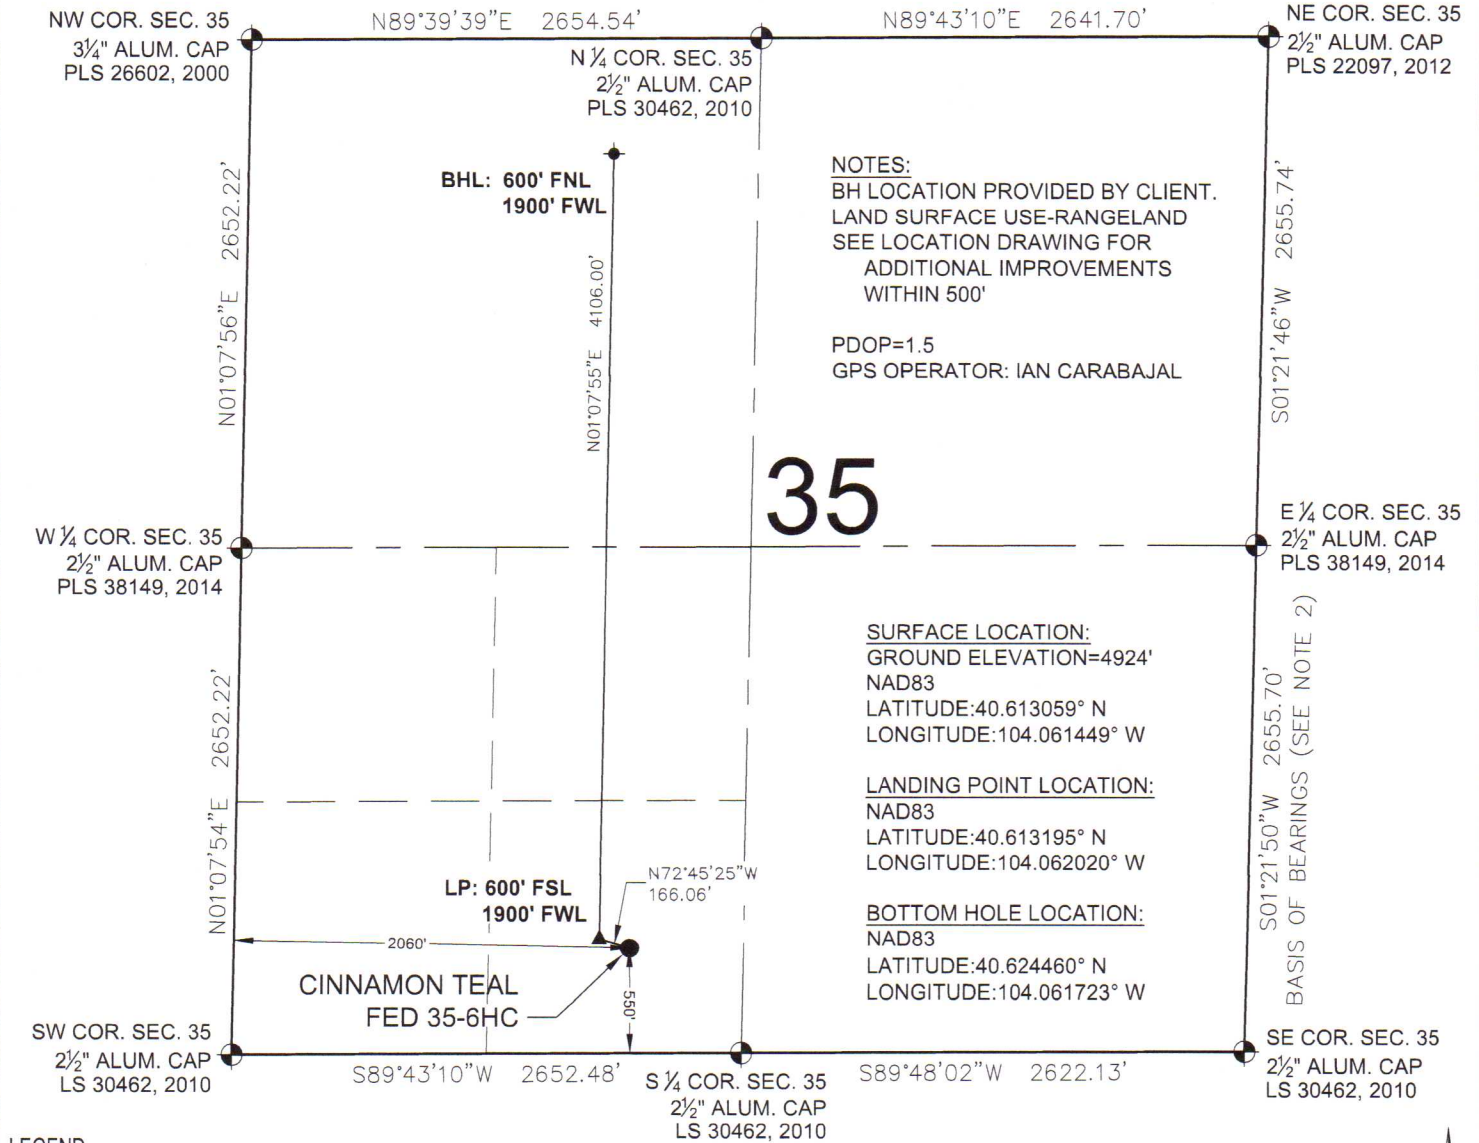 NW COR. SEC. 35
3¼" ALUM. CAP
PLS 26602, 2000
N89°39'39"E 2654.54'
N ¼ COR. SEC. 35
2½" ALUM. CAP
PLS 30462, 2010
N89°43'10"E 2641.70'
NE COR. SEC. 35
2½" ALUM. CAP
PLS 22097, 2012
BHL: 600' FNL
1900' FWL
NOTES:
BH LOCATION PROVIDED BY CLIENT.
LAND SURFACE USE-RANGELAND
SEE LOCATION DRAWING FOR
ADDITIONAL IMPROVEMENTS
WITHIN 500'
PDOP=1.5
GPS OPERATOR: IAN CARABAJAL
N01°07'56"E 2652.22'
N01°07'55"E 4106.00'
S01°21'46"W 2655.74'
35
W ¼ COR. SEC. 35
2½" ALUM. CAP
PLS 38149, 2014
E ¼ COR. SEC. 35
2½" ALUM. CAP
PLS 38149, 2014
SURFACE LOCATION:
GROUND ELEVATION=4924'
NAD83
LATITUDE:40.613059° N
LONGITUDE:104.061449° W
LANDING POINT LOCATION:
NAD83
LATITUDE:40.613195° N
LONGITUDE:104.062020° W
BOTTOM HOLE LOCATION:
NAD83
LATITUDE:40.624460° N
LONGITUDE:104.061723° W
N01°07'54"E 2652.22'
S01°21'50"W 2655.70'
BASIS OF BEARINGS (SEE NOTE 2)
LP: 600' FSL
1900' FWL
N72°45'25"W
166.06'
2060'
550'
CINNAMON TEAL
FED 35-6HC
SW COR. SEC. 35
2½" ALUM. CAP
LS 30462, 2010
S89°43'10"W 2652.48'
S ¼ COR. SEC. 35
2½" ALUM. CAP
LS 30462, 2010
S89°48'02"W 2622.13'
SE COR. SEC. 35
2½" ALUM. CAP
LS 30462, 2010
LEGEND